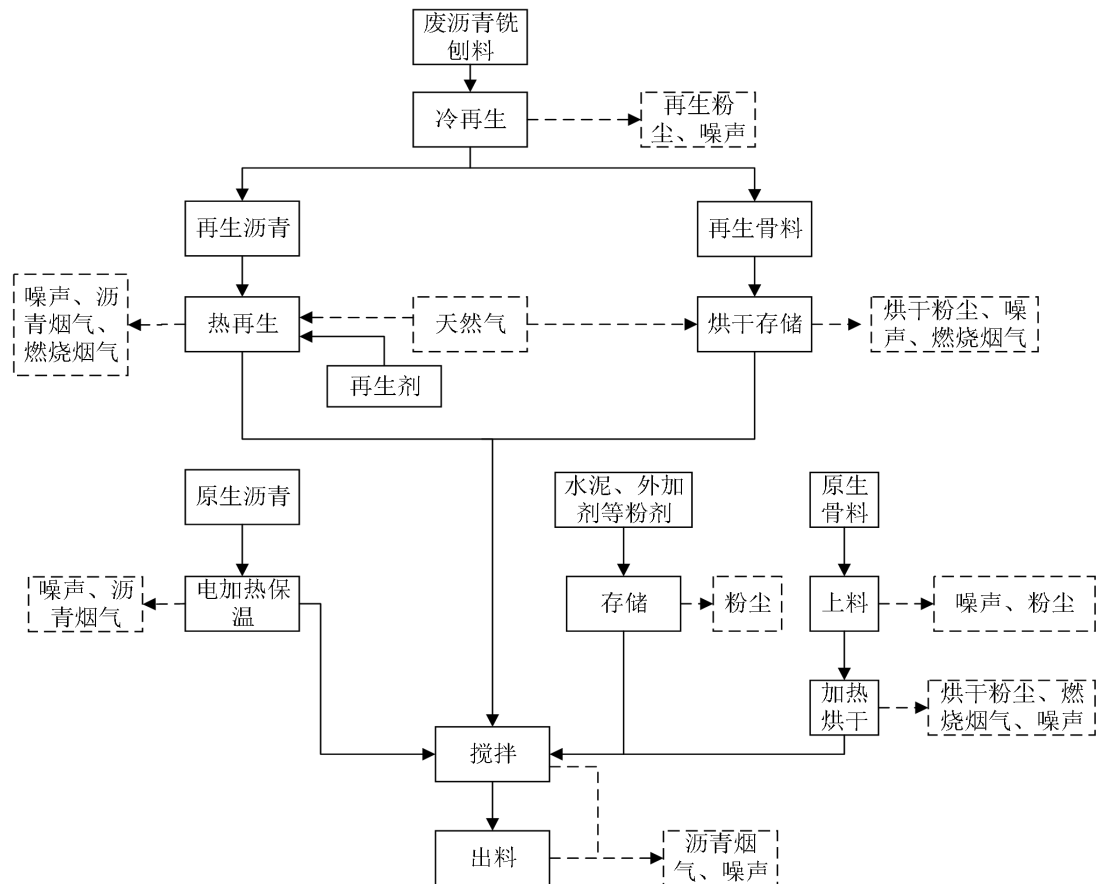 废沥青铣
刨料
冷再生
再生粉
尘、噪声
再生沥青
再生骨料
噪声、沥
青烟气、
燃烧烟气
热再生
天然气
烘干存储
烘干粉尘、噪
声、燃烧烟气
再生剂
原生沥青
水泥、外加
剂等粉剂
原生
骨料
噪声、沥
青烟气
电加热保
温
存储
粉尘
上料
噪声、粉尘
加热
烘干
烘干粉尘、燃
烧烟气、噪声
搅拌
出料
沥青烟
气、噪声